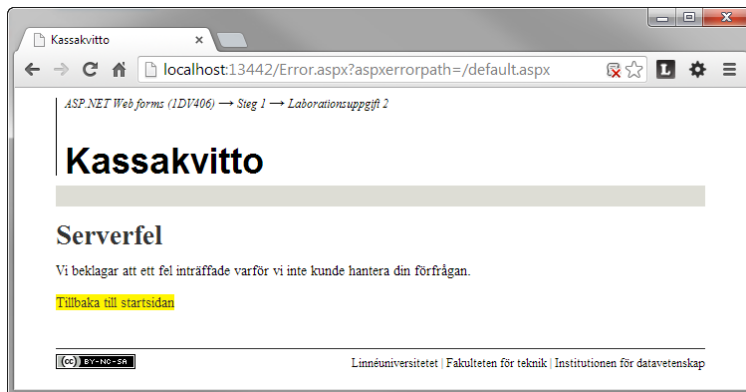 Kassakvitto
localhost:13442/Error.aspx?aspxerrorpath=/default.aspx
L
ASP.NET Web forms (1DV406) → Steg 1 → Laborationsuppgift 2
Kassakvitto
Serverfel
Vi beklagar att ett fel inträffade varför vi inte kunde hantera din förfrågan.
Tillbaka till startsidan
(cc) BY-NC-SA
Linnéuniversitetet | Fakulteten för teknik | Institutionen för datavetenskap